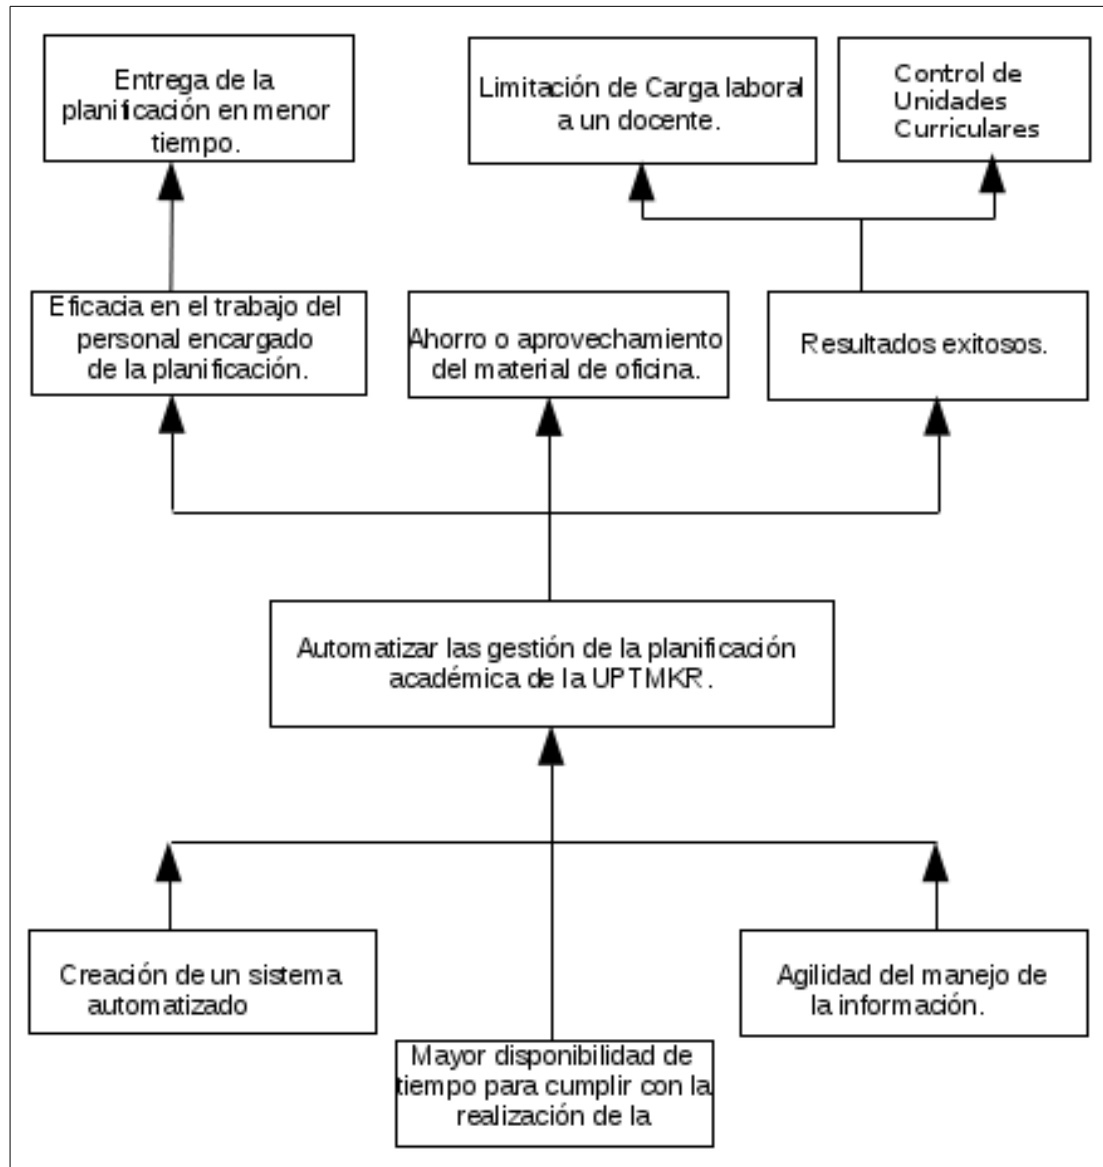 Entrega de la
planificación en menor
tiempo.
Limitación de Carga laboral
a un docente.
Control de
Unidades
Curriculares
Eficacia en el trabajo del
personal encargado
de la planificación.
Ahorro o aprovechamiento
del material de oficina.
Resultados exitosos.
Automatizar las gestión de la planificación
académica de la UPTMKR.
Creación de un sistema
automatizado
Mayor disponibilidad de
tiempo para cumplir con la
realización de la
Agilidad del manejo de
la información.